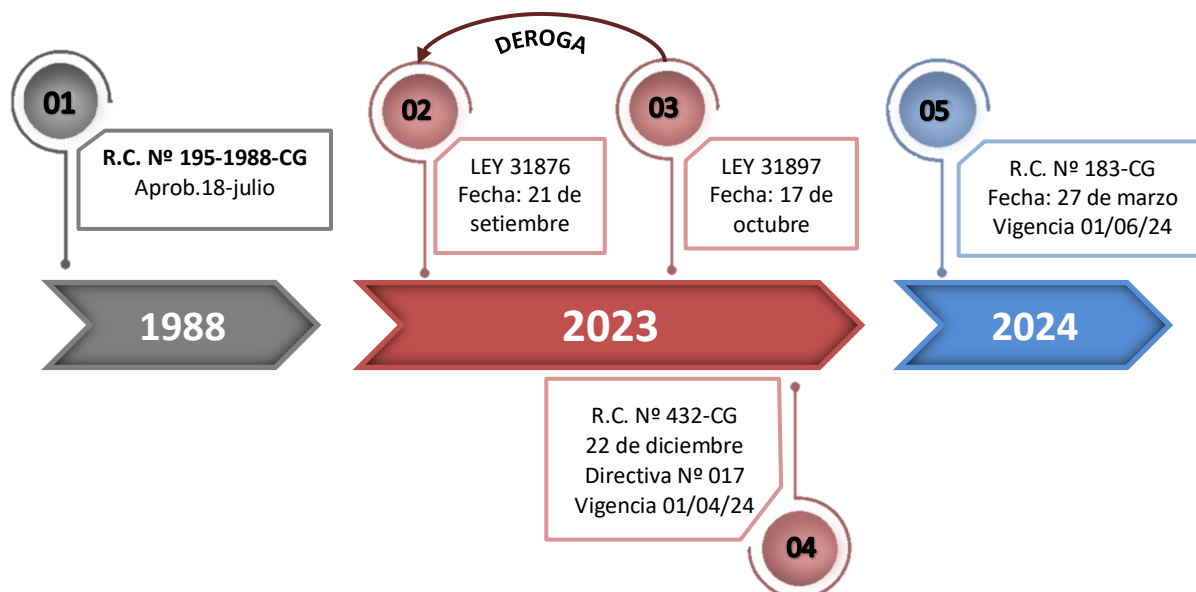 DEROGA
01
R.C. Nº 195-1988-CG
Aprob.18-julio
02
LEY 31876
Fecha: 21 de
setiembre
03
LEY 31897
Fecha: 17 de
octubre
05
R.C. Nº 183-CG
Fecha: 27 de marzo
Vigencia 01/06/24
1988
2023
2024
R.C. Nº 432-CG
22 de diciembre
Directiva Nº 017
Vigencia 01/04/24
04